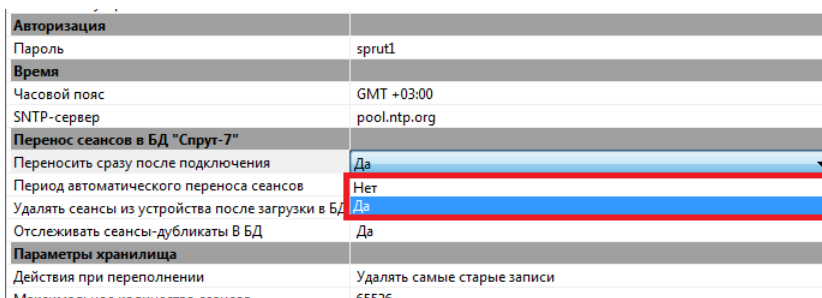 Авторизация
Пароль sprut1
Время
Часовой пояс GMT +03:00
SNTP-сервер pool.ntp.org
Перенос сеансов в БД "Спрут-7"
Переносить сразу после подключения Да
Период автоматического переноса сеансов Нет
Удалять сеансы из устройства после загрузки в БД Да
Отслеживать сеансы-дубликаты В БД Да
Параметры хранилища
Действия при переполнении Удалять самые старые записи